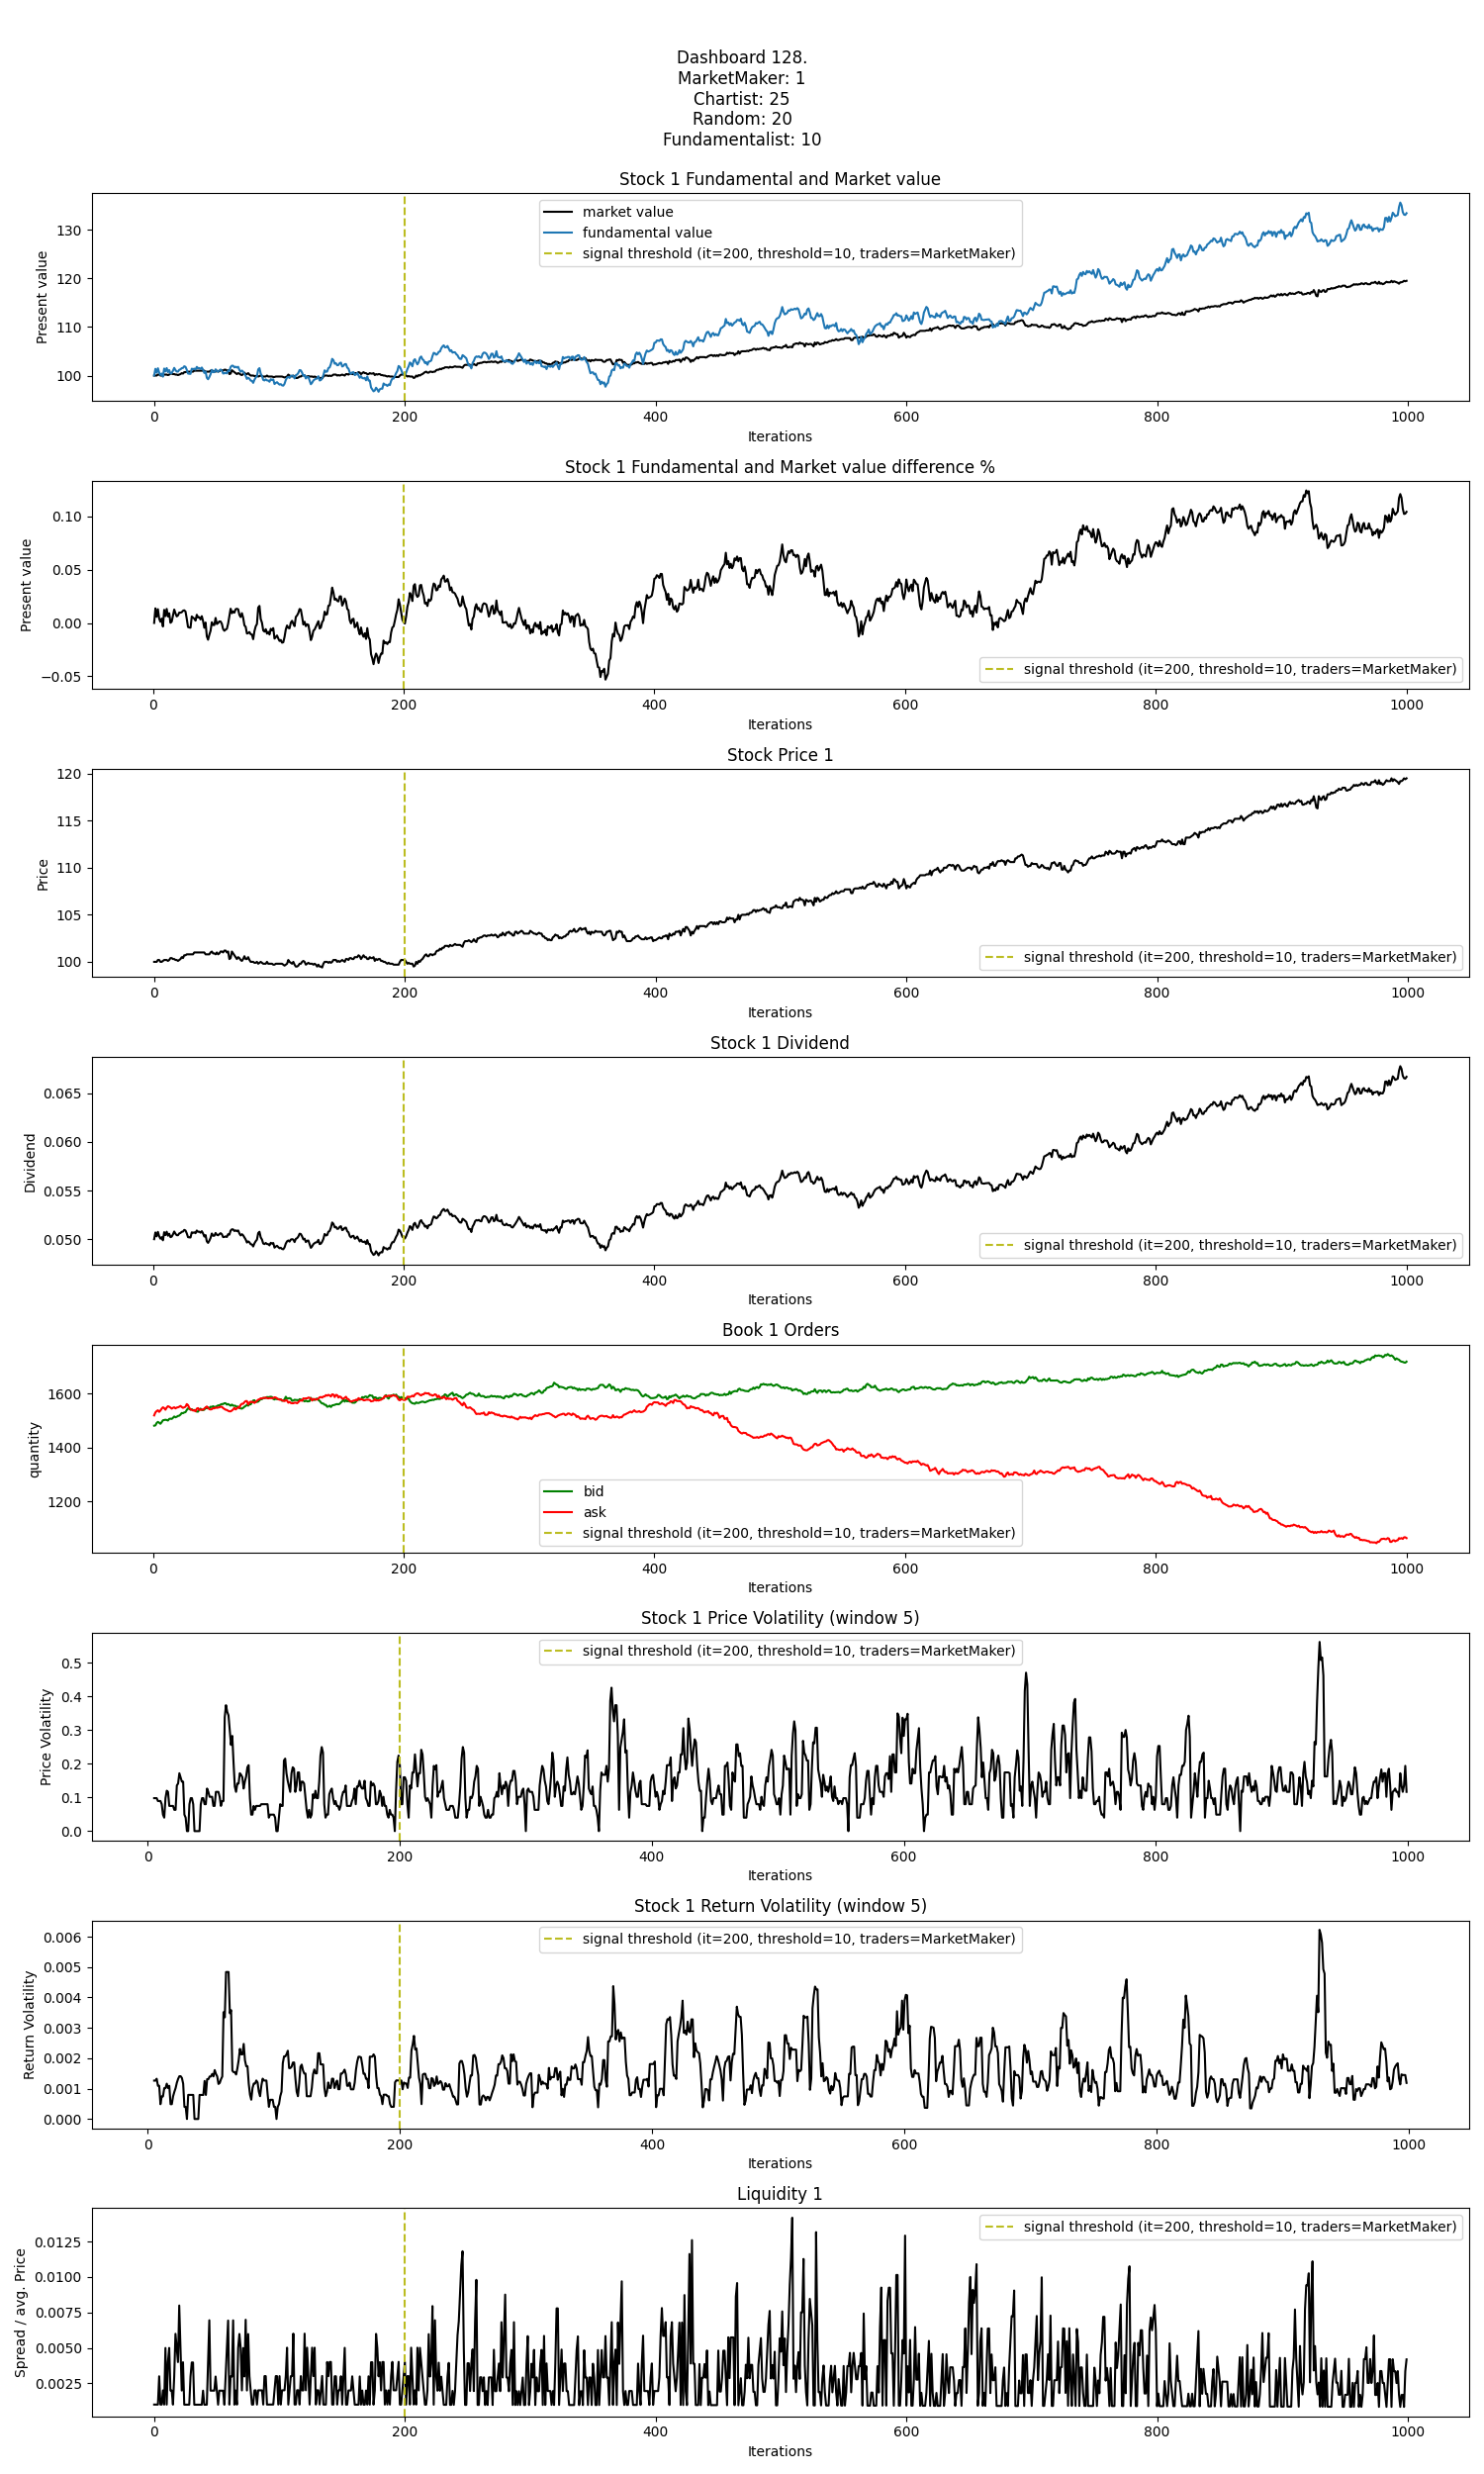 Dashboard 128.
MarketMaker: 1
Chartist: 25
Random: 20
Fundamentalist: 10
Stock 1 Fundamental and Market value
market value
fundamental value
signal threshold (it=200, threshold=10, traders=MarketMaker)
Present value
130
120
110
100
0 200 400 600 800 1000
Iterations
Stock 1 Fundamental and Market value difference %
Present value
0.10
0.05
0.00
−0.05
signal threshold (it=200, threshold=10, traders=MarketMaker)
0 200 400 600 800 1000
Iterations
Stock Price 1
Price
120
115
110
105
100
signal threshold (it=200, threshold=10, traders=MarketMaker)
0 200 400 600 800 1000
Iterations
Stock 1 Dividend
Dividend
0.065
0.060
0.055
0.050
signal threshold (it=200, threshold=10, traders=MarketMaker)
0 200 400 600 800 1000
Iterations
Book 1 Orders
quantity
1600
1400
1200
bid
ask
signal threshold (it=200, threshold=10, traders=MarketMaker)
0 200 400 600 800 1000
Iterations
Stock 1 Price Volatility (window 5)
signal threshold (it=200, threshold=10, traders=MarketMaker)
Price Volatility
0.5
0.4
0.3
0.2
0.1
0.0
0 200 400 600 800 1000
Iterations
Stock 1 Return Volatility (window 5)
signal threshold (it=200, threshold=10, traders=MarketMaker)
Return Volatility
0.006
0.005
0.004
0.003
0.002
0.001
0.000
0 200 400 600 800 1000
Iterations
Liquidity 1
signal threshold (it=200, threshold=10, traders=MarketMaker)
Spread / avg. Price
0.0125
0.0100
0.0075
0.0050
0.0025
0 200 400 600 800 1000
Iterations